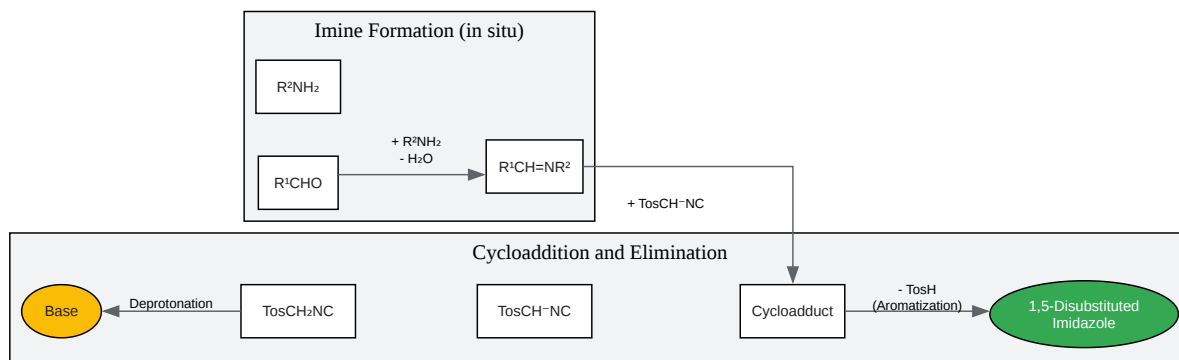 Imine Formation (in situ)
R²NH₂
+ R²NH₂
- H₂O
R¹CHO
R¹CH=NR²
+ TosCH⁻NC
Cycloaddition and Elimination
Base
Deprotonation
TosCH₂NC
TosCH⁻NC
Cycloadduct
- TosH
(Aromatization)
1,5-Disubstituted
Imidazole